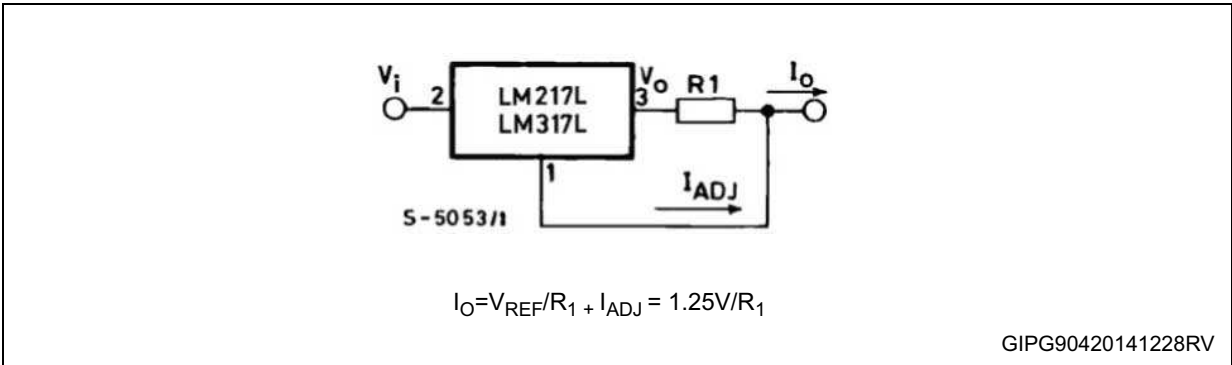 Vi
2
LM217L
LM317L
Vo
3
R1
IO
1
IADJ
S-5053/1
IO=VREF/R1 + IADJ = 1.25V/R1
GIPG90420141228RV